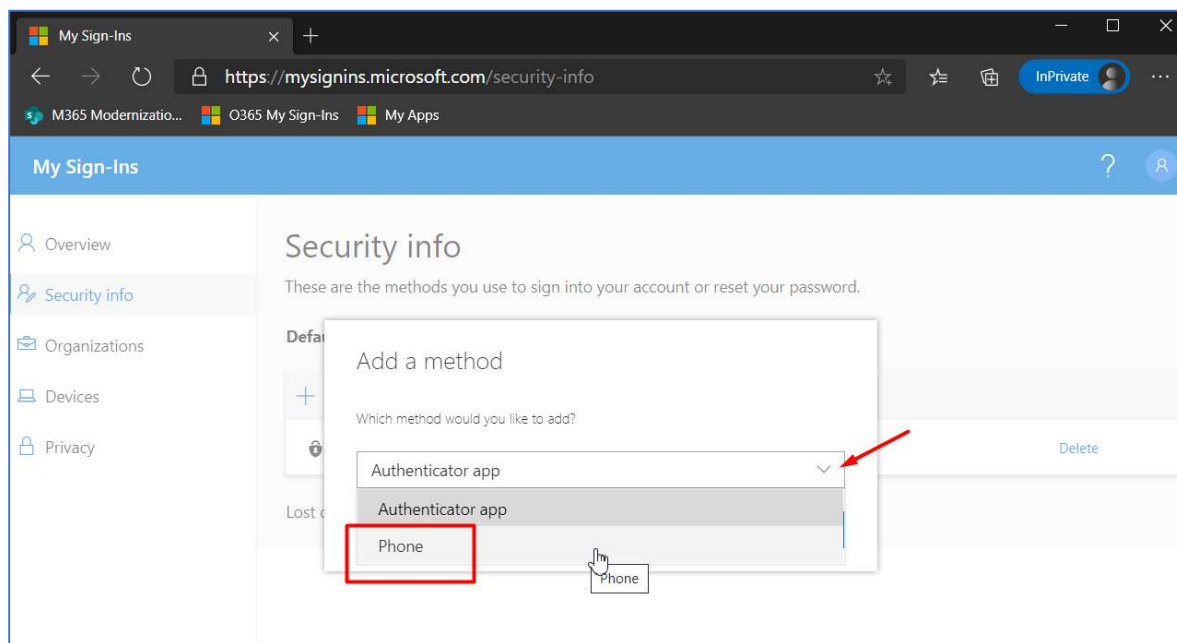 My Sign-Ins
https://mysignins.microsoft.com/security-info
InPrivate
M365 Modernizatio... O365 My Sign-Ins My Apps
My Sign-Ins
?
Overview
Security info
Organizations
Devices
Privacy
Security info
These are the methods you use to sign into your account or reset your password.
Defau
Add a method
Which method would you like to add?
Authenticator app
Authenticator app
Phone
Phone
Delete
Lost